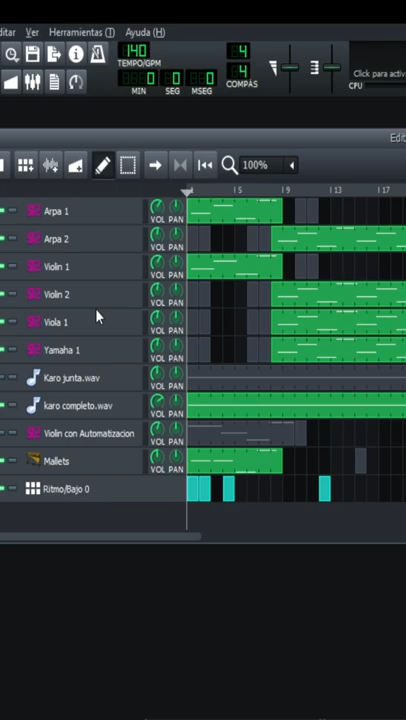 ditar Ver Herramientas (T) Ayuda (H)
140
TEMPO/GPM
4
4
COMPÁS
0 0 0
MIN SEG MSEG
Click para activa
CPU
Edit
100%
5 9 13 17
Arpa 1 VOL PAN
Arpa 2 VOL PAN
Violin 1 VOL PAN
Violin 2 VOL PAN
Viola 1 VOL PAN
Yamaha 1 VOL PAN
Karo junta.wav VOL PAN
karo completo.wav VOL PAN
Violin con Automatizacion VOL PAN
Mallets VOL PAN
Ritmo/Bajo 0